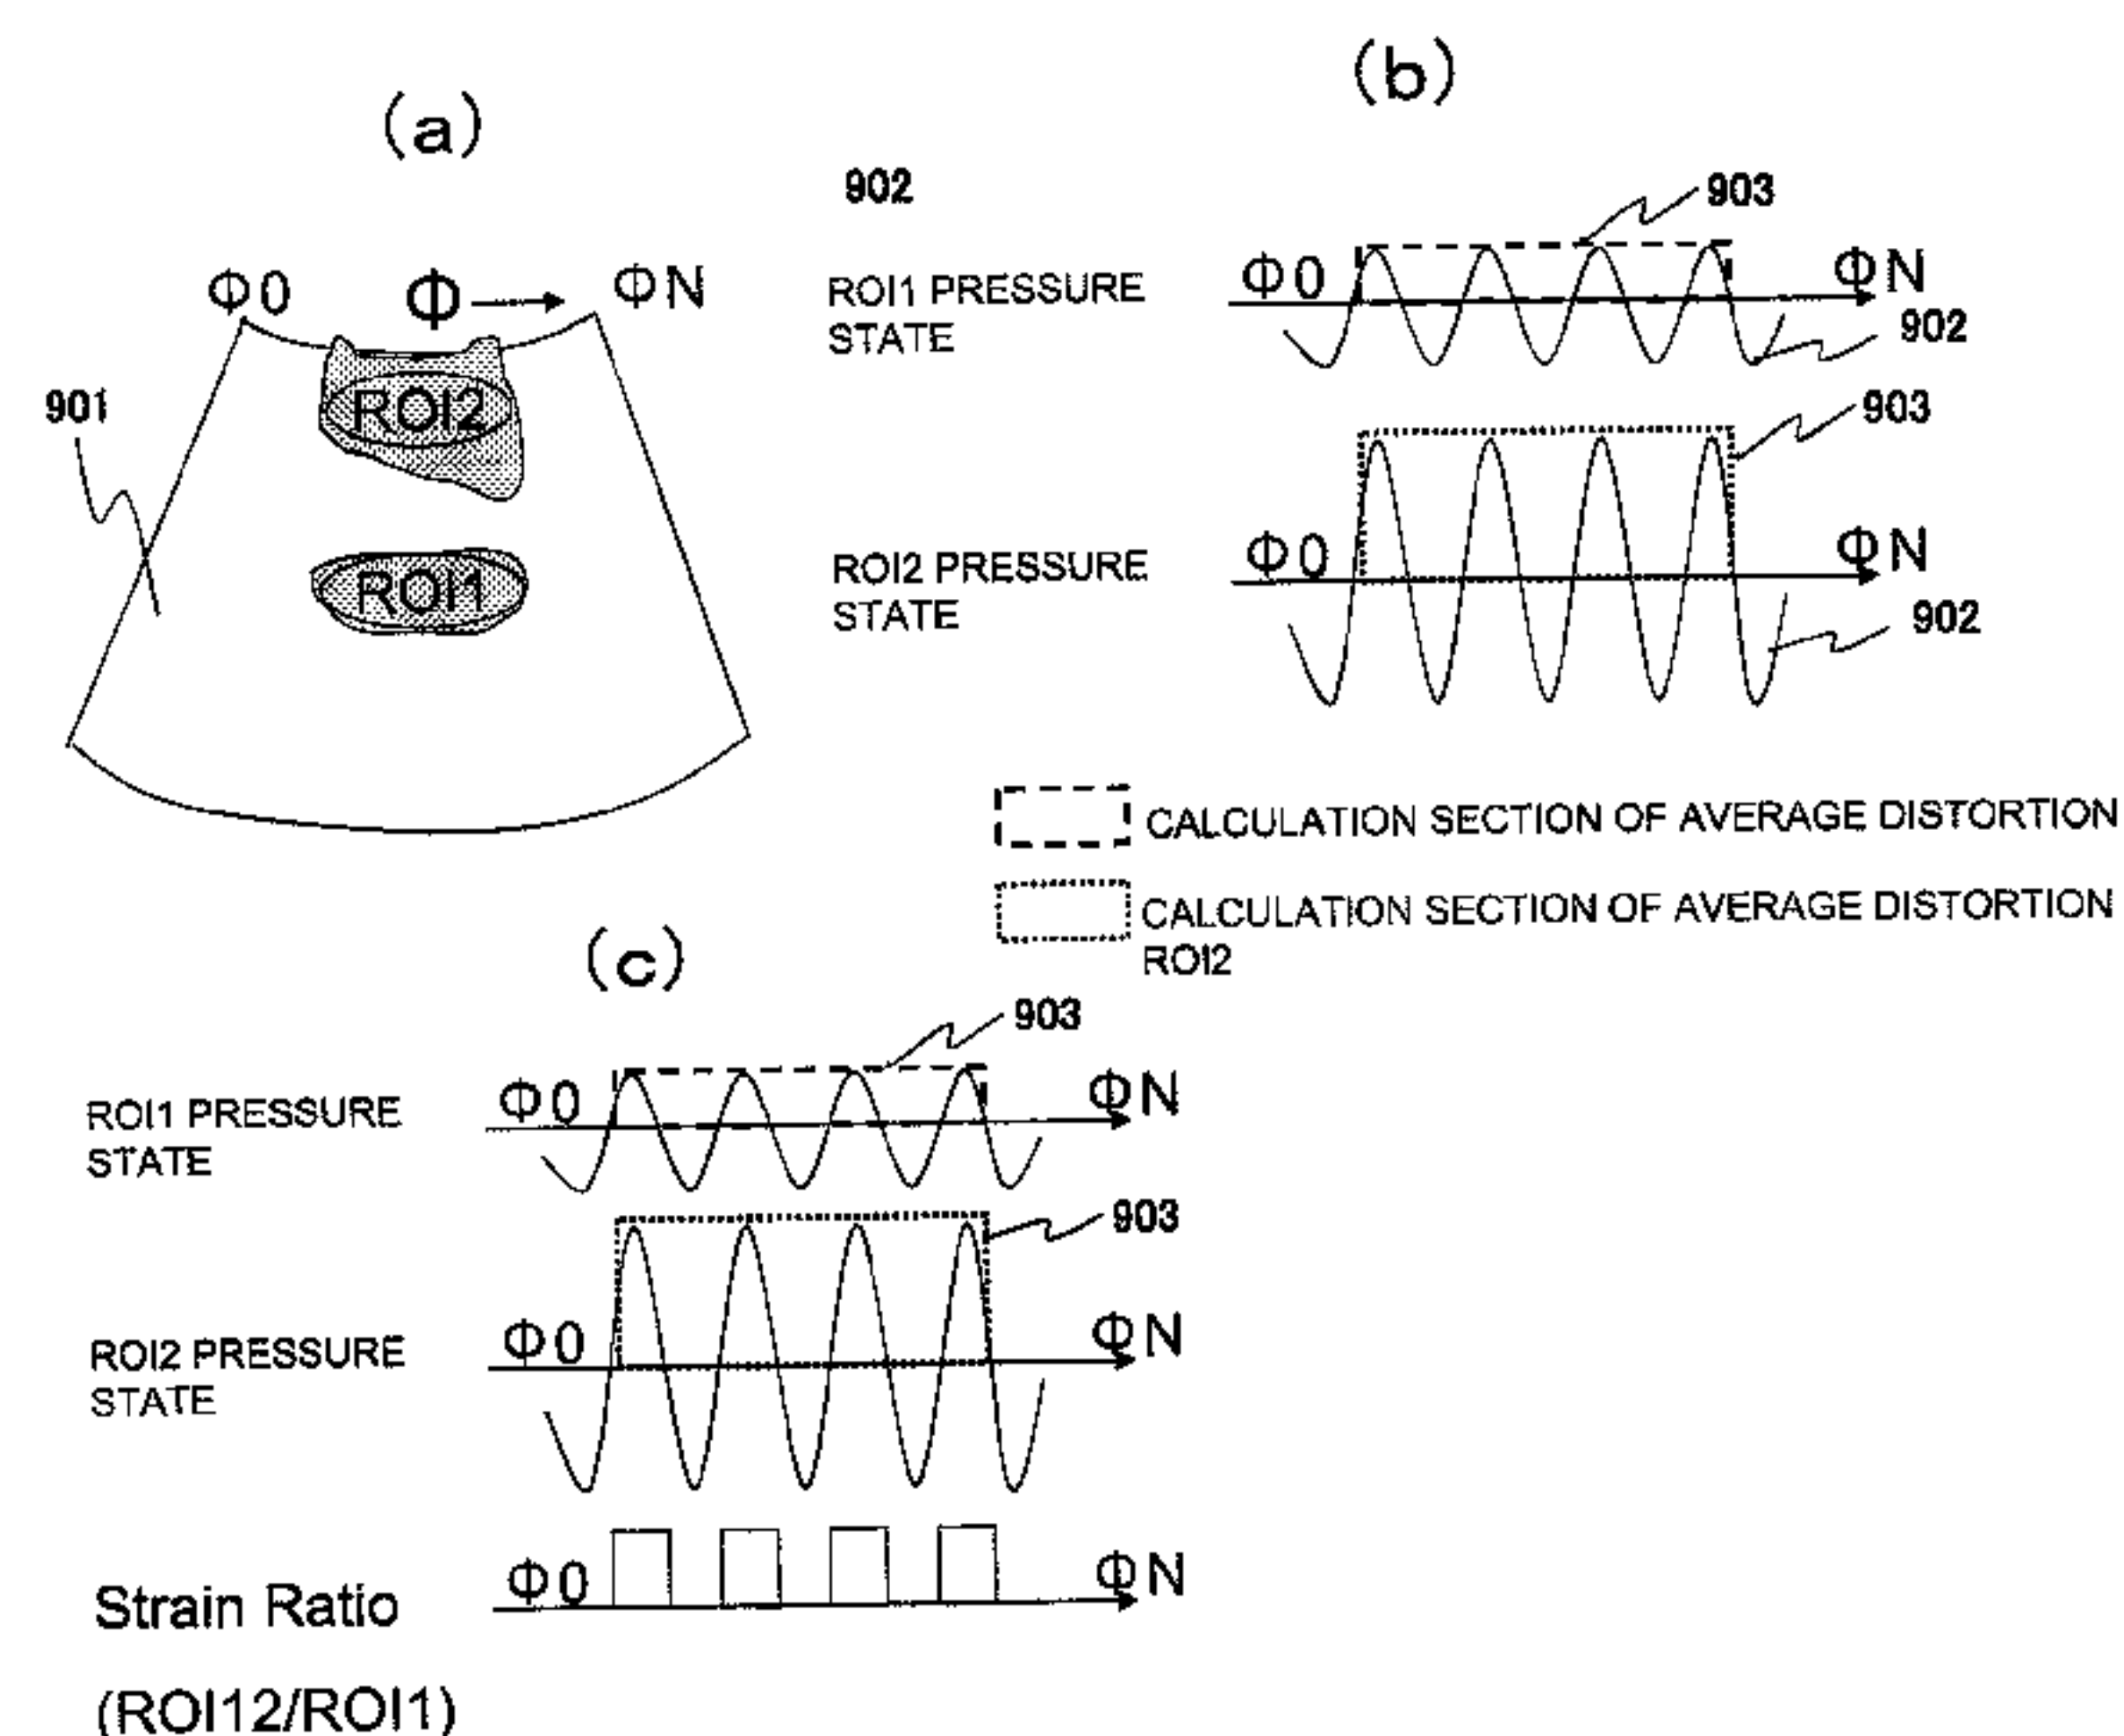 (a)
Φ0
Φ
ΦN
901
ROI2
ROI1
(b)
902
903
ROI1 PRESSURE
STATE
Φ0
ΦN
902
903
ROI2 PRESSURE
STATE
Φ0
ΦN
902
CALCULATION SECTION OF AVERAGE DISTORTION
CALCULATION SECTION OF AVERAGE DISTORTION
ROI2
(c)
903
ROI1 PRESSURE
STATE
Φ0
ΦN
903
ROI2 PRESSURE
STATE
Φ0
ΦN
Strain Ratio
Φ0
ΦN
(ROI12/ROI1)